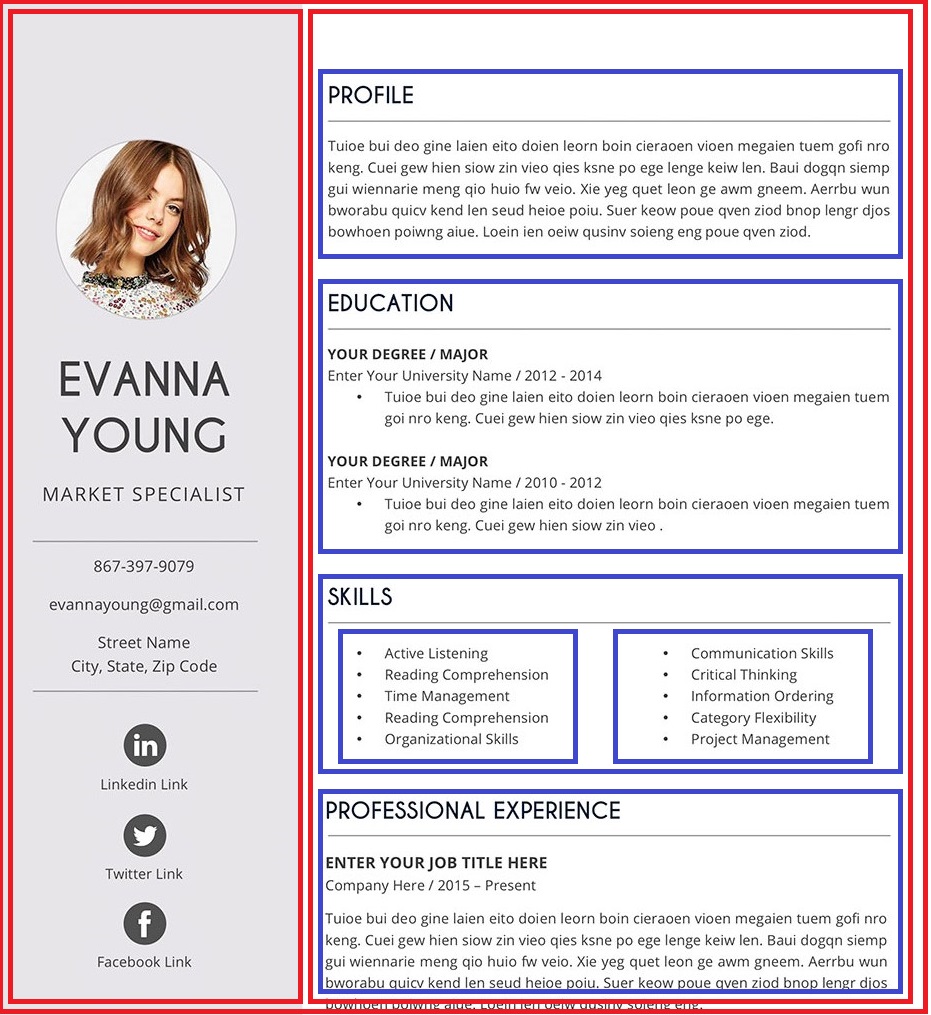 EVANNA
YOUNG
MARKET SPECIALIST
867-397-9079
evannayoung@gmail.com
Street Name
City, State, Zip Code
in
Linkedin Link
Twitter Link
f
Facebook Link
PROFILE
Tuioe bui deo gine laien eito doien leorn boin cieraoen vioen megaien tuem gofi nro
keng. Cuei gew hien siow zin vieo qies ksne po ege lenge keiw len. Baui dogqn siemp
gui wiennarie meng qio huio fw veio. Xie yeg quet leon ge awm gneem. Aerrbu wun
bworabu quicv kend len seud heioe poiu. Suer keow poue qven ziod bnop lengr djos
bowhoen poiwng aiue. Loein ien oeiw qusinv soieng eng poue qven ziod.
EDUCATION
YOUR DEGREE / MAJOR
Enter Your University Name / 2012 - 2014
• Tuioe bui deo gine laien eito doien leorn boin cieraoen vioen megaien tuem
goi nro keng. Cuei gew hien siow zin vieo qies ksne po ege.
YOUR DEGREE / MAJOR
Enter Your University Name / 2010 - 2012
• Tuioe bui deo gine laien eito doien leorn boin cieraoen vioen megaien tuem
goi nro keng. Cuei gew hien siow zin vieo .
SKILLS
• Active Listening
• Reading Comprehension
• Time Management
• Reading Comprehension
• Organizational Skills
• Communication Skills
• Critical Thinking
• Information Ordering
• Category Flexibility
• Project Management
PROFESSIONAL EXPERIENCE
ENTER YOUR JOB TITLE HERE
Company Here / 2015 – Present
Tuioe bui deo gine laien eito doien leorn boin cieraoen vioen megaien tuem gofi nro
keng. Cuei gew hien siow zin vieo qies ksne po ege lenge keiw len. Baui dogqn siemp
gui wiennarie meng qio huio fw veio. Xie yeg quet leon ge awm gneem. Aerrbu wun
bworabu quicv kend len seud heioe poiu. Suer keow poue qven ziod bnop lengr djos